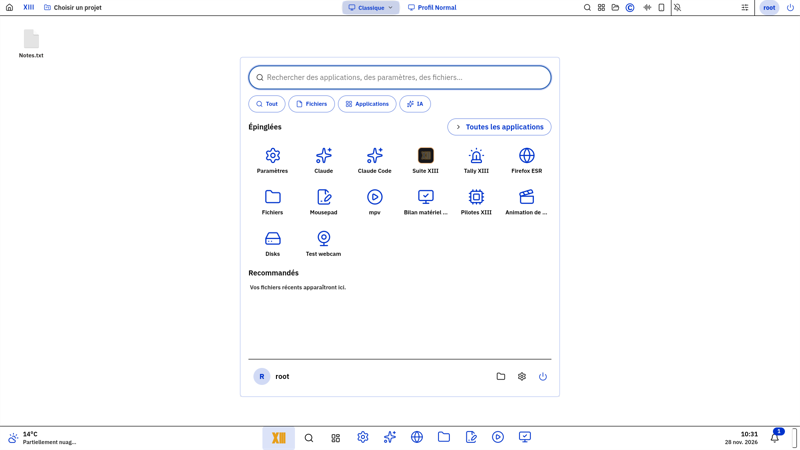 XIII
Choisir un projet
Classique
Profil Normal
root
Notes.txt
Rechercher des applications, des paramètres, des fichiers...
Tout
Fichiers
Applications
IA
Épinglées
Toutes les applications
Paramètres
Claude
Claude Code
Suite XIII
Tally XIII
Firefox ESR
Fichiers
Mousepad
mpv
Bilan matériel ...
Pilotes XIII
Animation de ...
Disks
Test webcam
Recommandés
Vos fichiers récents apparaîtront ici.
R
root
14°C
Partiellement nuag...
XIII
10:31
28 nov. 2026
1